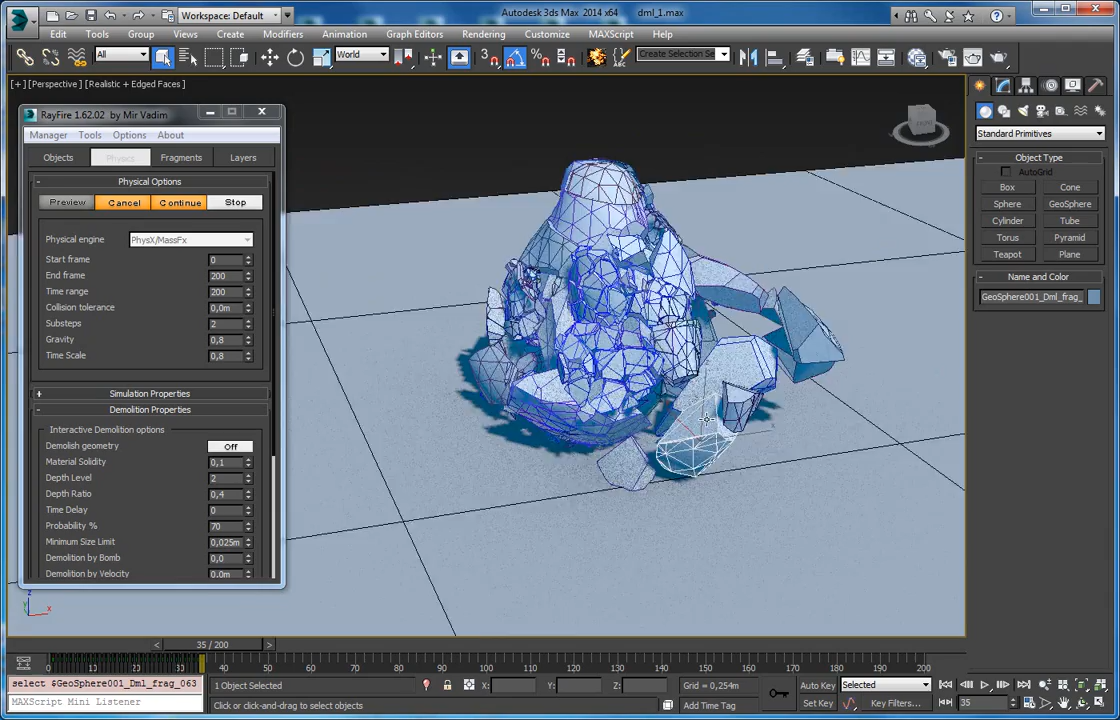 Workspace: Default
Autodesk 3ds Max 2014 x64 dml_1.max
Edit Tools Group Views Create Modifiers Animation Graph Editors Rendering Customize MAXScript Help
All
World
Create Selection Se
[+] [Perspective] [Realistic + Edged Faces]
RayFire 1.62.02 by Mir Vadim
Manager Tools Options About
Objects Physics Fragments Layers
Physical Options
Preview Cancel Continue Stop
Physical engine PhysX/MassFx
Start frame 0
End frame 200
Time range 200
Collision tolerance 0,0m
Substeps 2
Gravity 0,8
Time Scale 0,8
Simulation Properties
Demolition Properties
Interactive Demolition options
Demolish geometry Off
Material Solidity 0,1
Depth Level 2
Depth Ratio 0,4
Time Delay 0
Probability % 70
Minimum Size Limit 0,025m
Demolition by Bomb 0,0
Demolition by Velocity 0.0m
FRONT
Standard Primitives
Object Type
AutoGrid
Box Cone
Sphere GeoSphere
Cylinder Tube
Torus Pyramid
Teapot Plane
Name and Color
GeoSphere001_Dml_frag_
z
y
x
< 35 / 200 >
0 10 20 30 40 50 60 70 80 90 100 110 120 130 140 150 160 170 180 190 200
select $GeoSphere001_Dml_frag_063
MAXScript Mini Listener
1 Object Selected
X: Y: Z: Grid = 0,254m
Auto Key Selected
Click or click-and-drag to select objects
Add Time Tag
Set Key Key Filters...
35